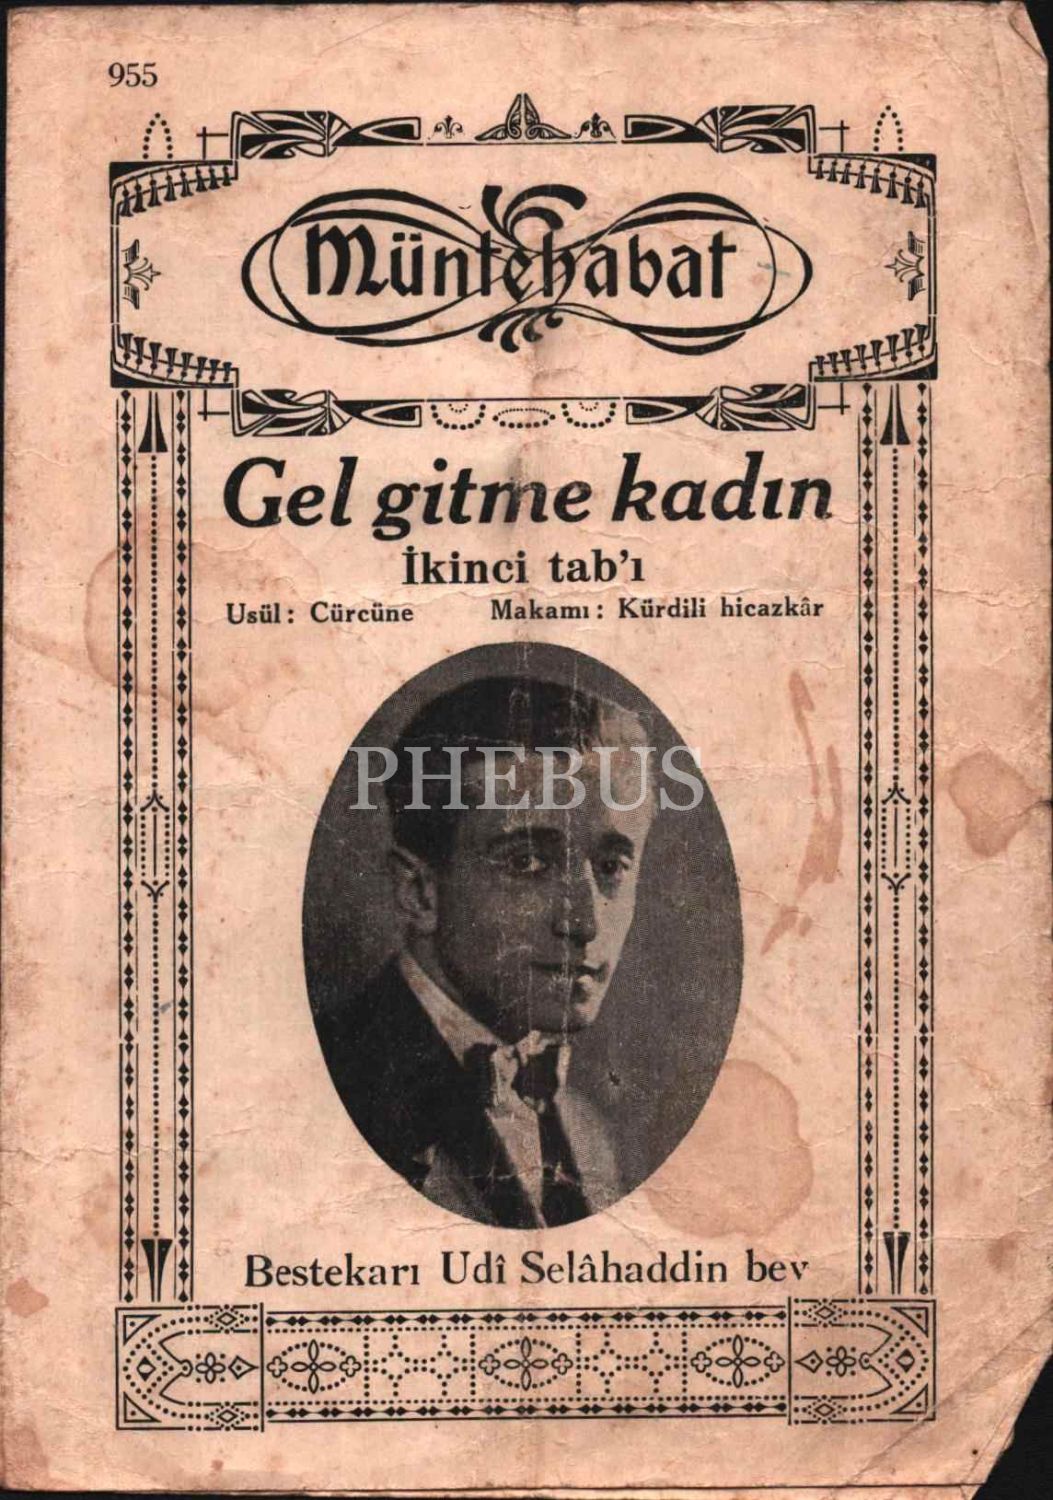 955
Müntehabat
Gel gitme kadın
İkinci tab'ı
Usül : Cürcüne Makamı : Kürdili hicazkâr
PHEBUS
Bestekarı Udî Selâhaddin bey